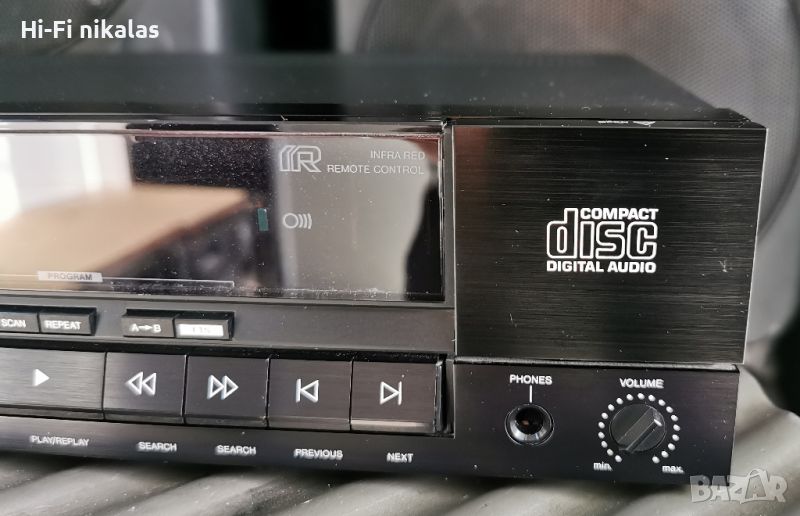 Hi-Fi nikalas
IR
INFRA RED
REMOTE CONTROL
COMPACT
disc
DIGITAL AUDIO
PROGRAM
SCAN
REPEAT
A→B
PHONES
VOLUME
min.
max.
PLAY/REPLAY
SEARCH
SEARCH
PREVIOUS
NEXT
BAZAR